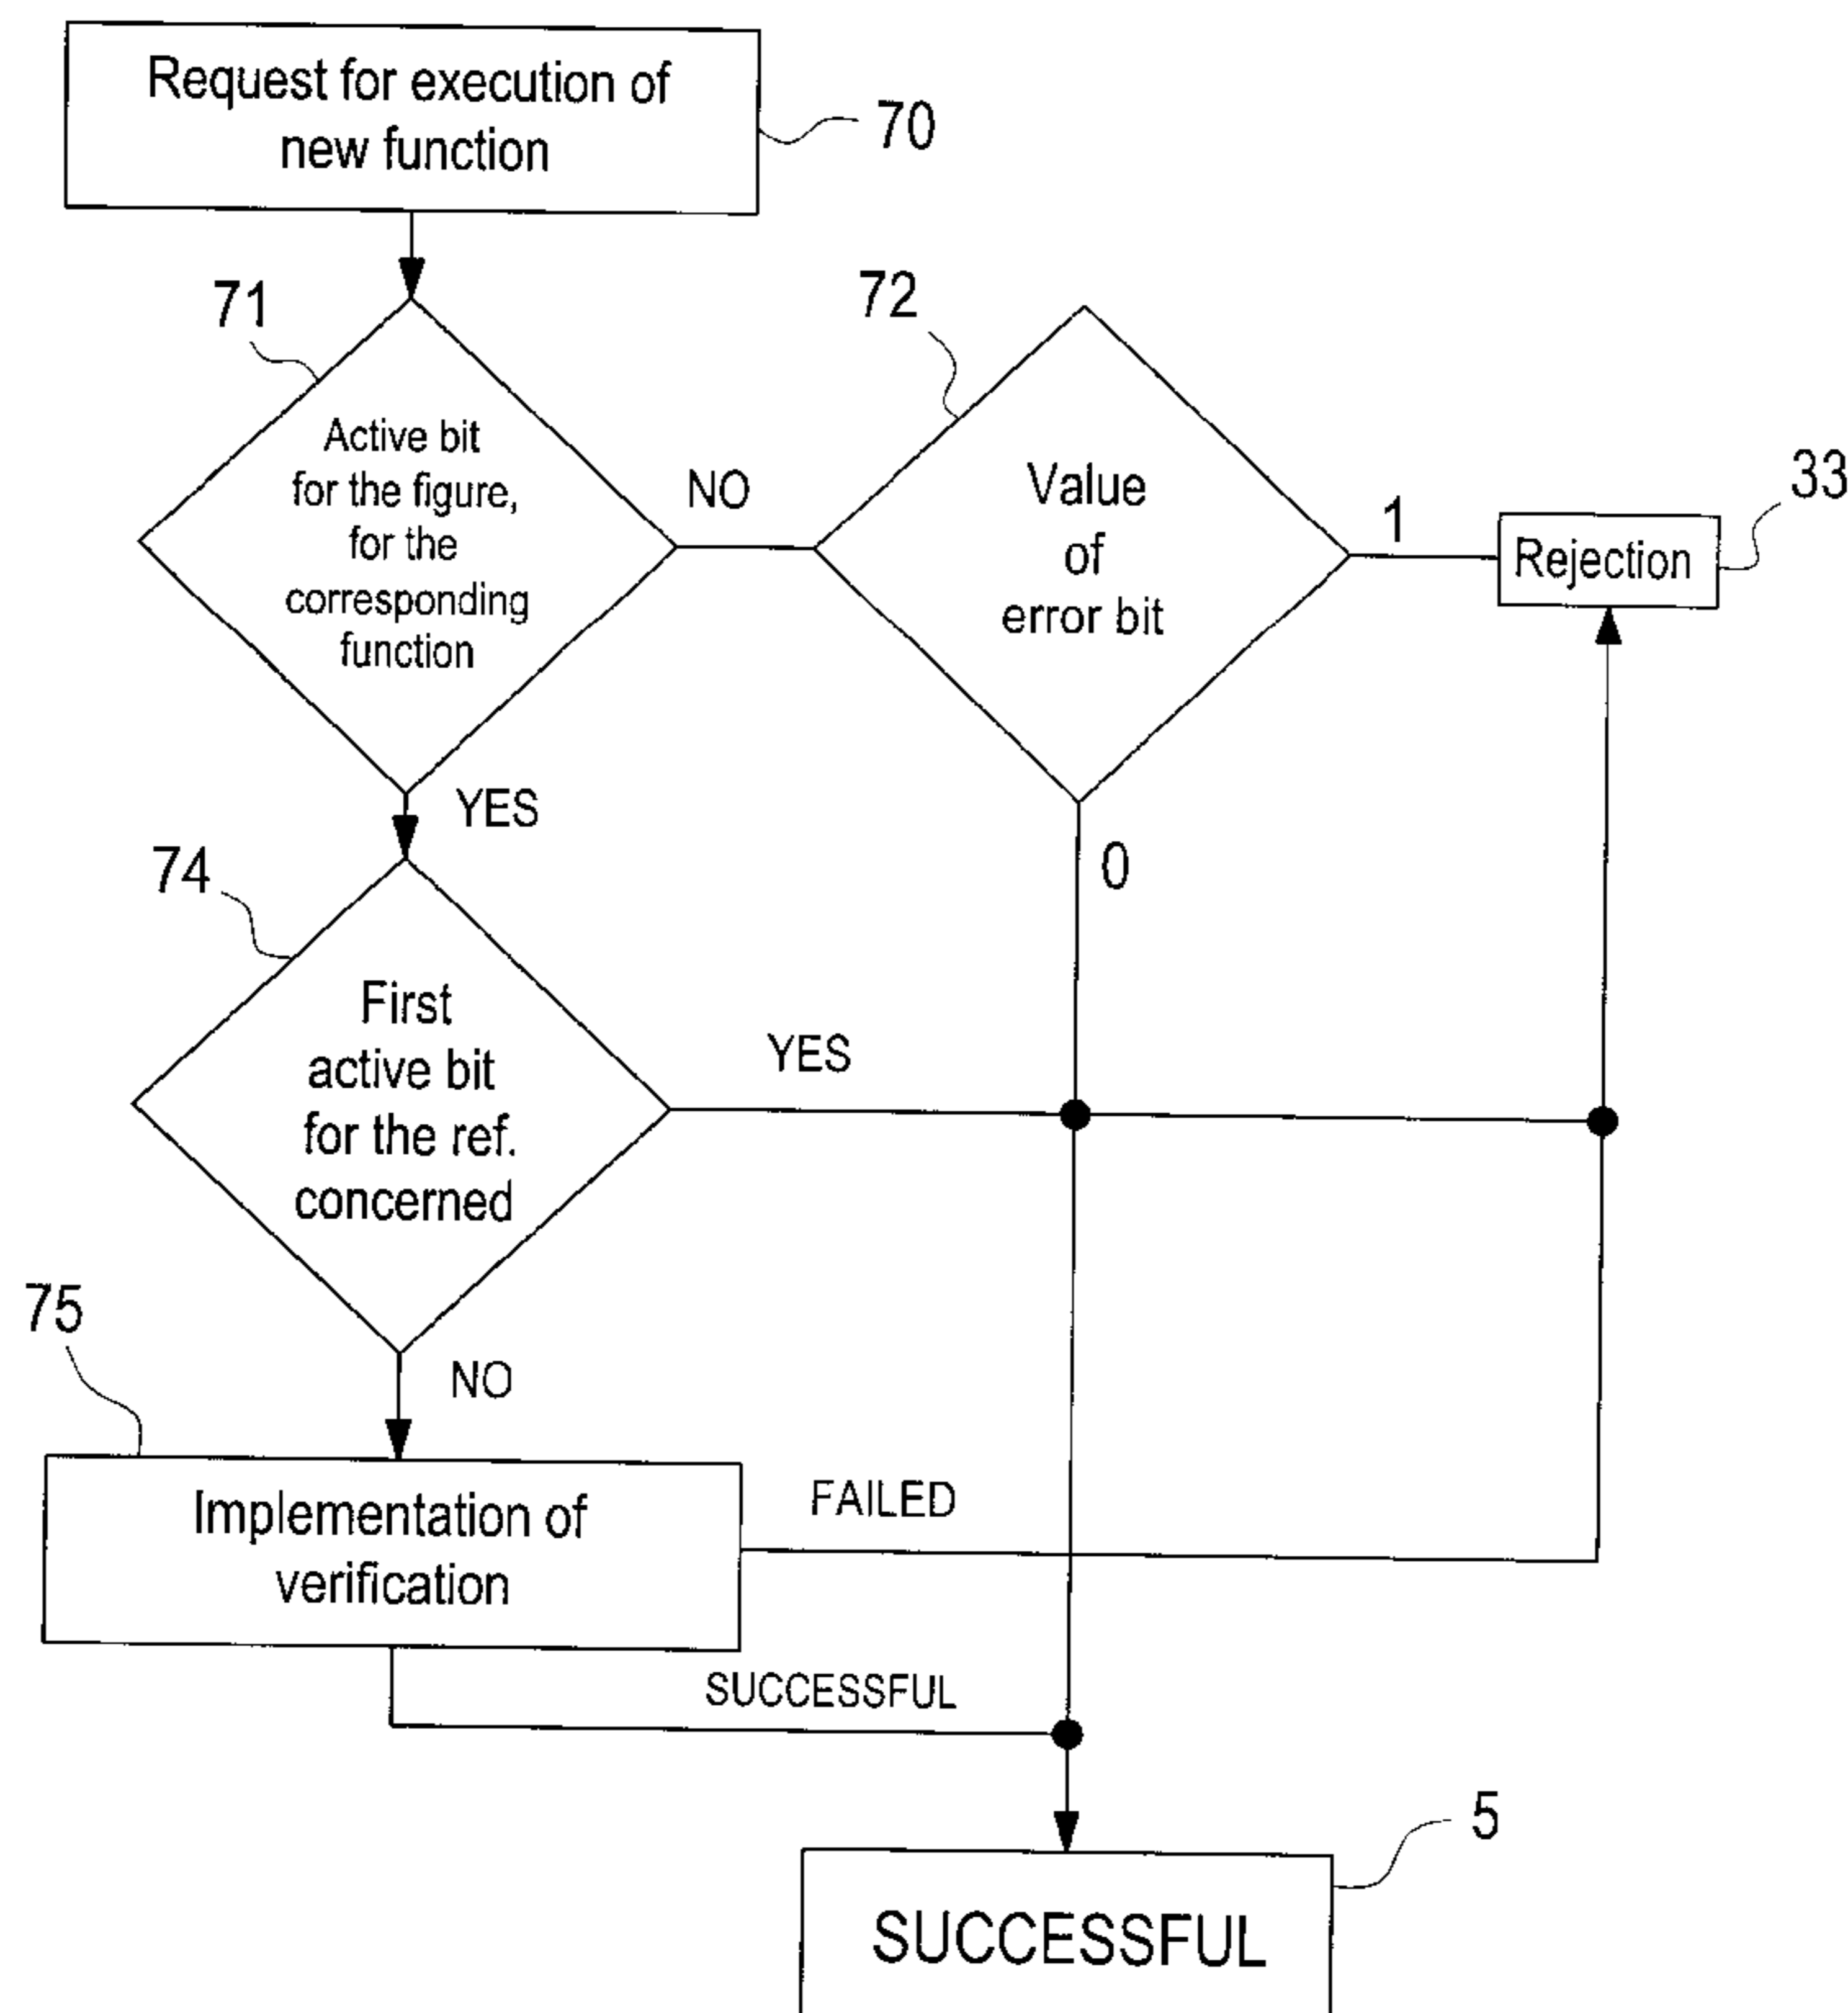 Request for execution of
new function
70
71
72
Active bit
for the figure,
for the
corresponding
function
NO
Value
of
error bit
1
33
Rejection
YES
0
74
First
active bit
for the ref.
concerned
YES
75
NO
Implementation of
verification
FAILED
SUCCESSFUL
5
SUCCESSFUL